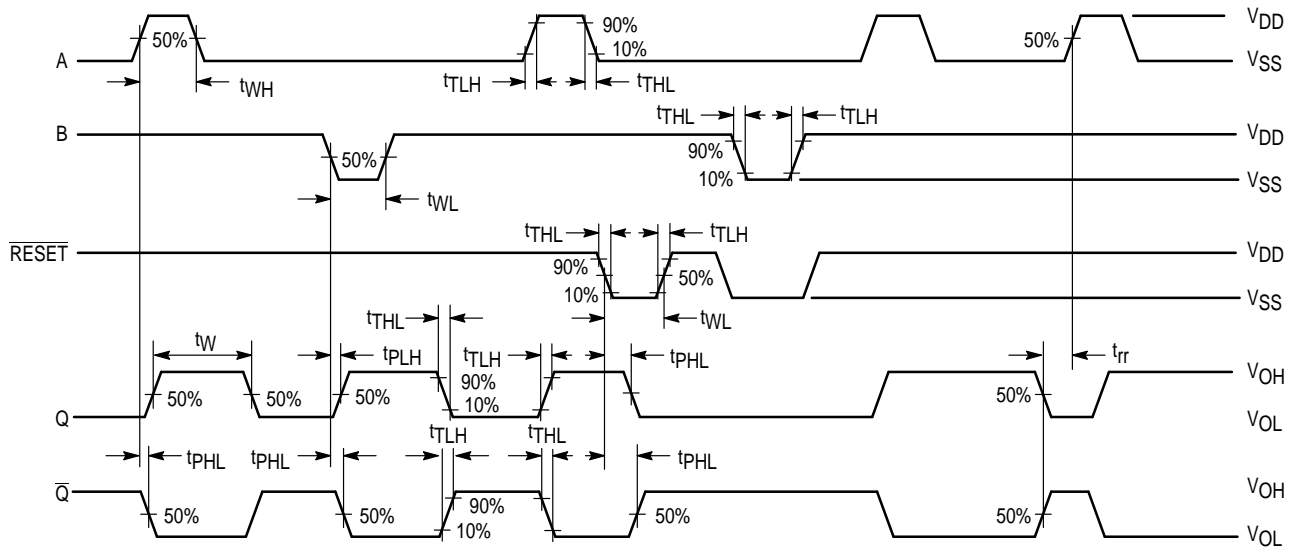 VDD
50%
90%
10%
50%
A
VSS
tWH
tTLH
tTHL
tTHL
tTLH
B
VDD
50%
90%
10%
VSS
tWL
tTHL
tTLH
RESET
VDD
90%
50%
10%
VSS
tTHL
tWL
tW
tPLH
tTLH
tPHL
trr
50%
50%
50%
90%
10%
50%
VOH
Q
VOL
tPHL
tPHL
tTLH
tTHL
tPHL
Q
VOH
50%
50%
90%
10%
50%
50%
VOL